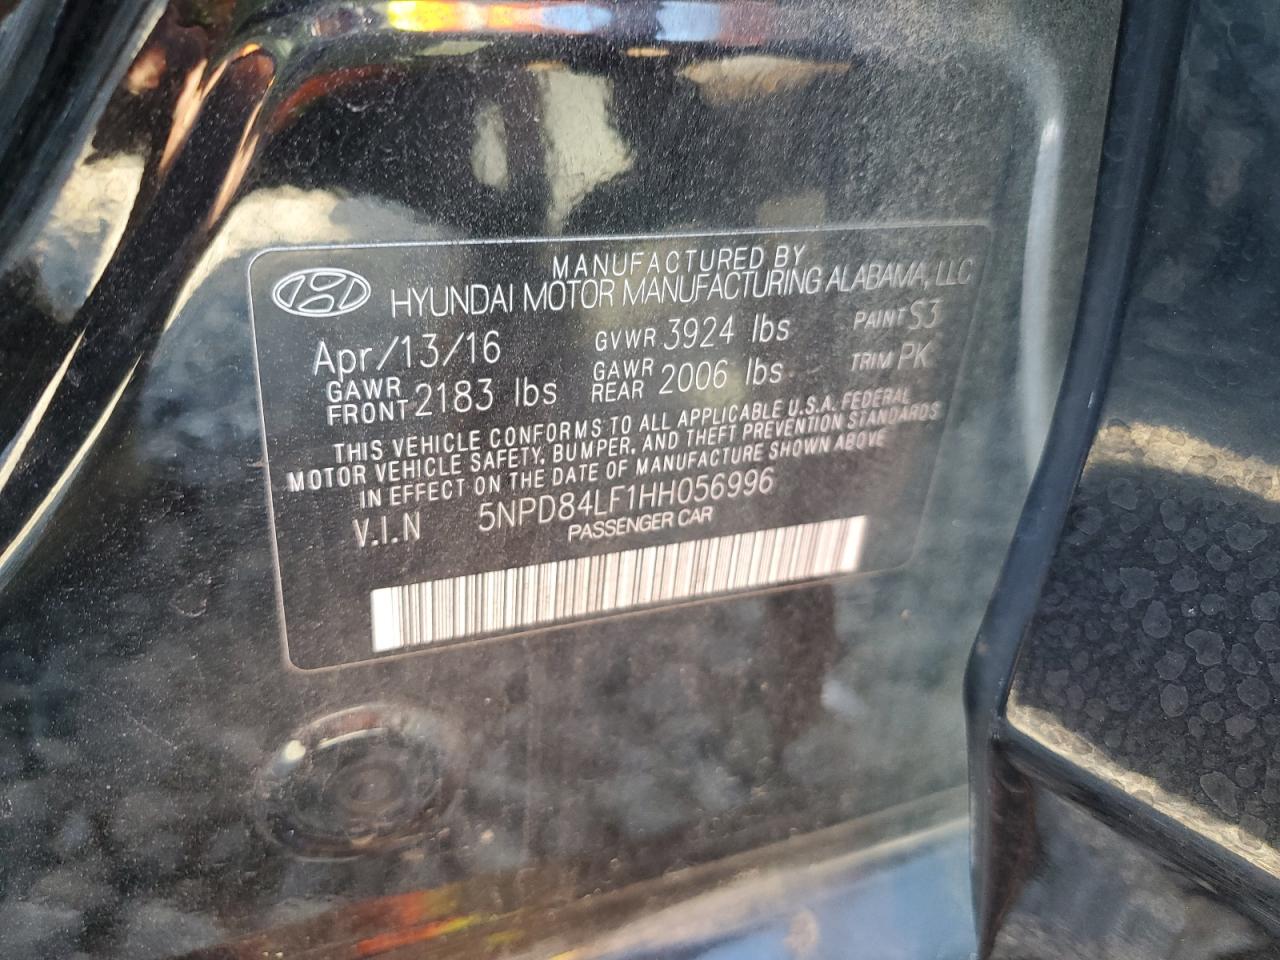 MANUFACTURED BY
HYUNDAI MOTOR MANUFACTURING ALABAMA, LLC
Apr/13/16 GVWR 3924 lbs PAINT S3
GAWR FRONT 2183 lbs GAWR REAR 2006 lbs TRIM PK
THIS VEHICLE CONFORMS TO ALL APPLICABLE U.S.A. FEDERAL
MOTOR VEHICLE SAFETY, BUMPER, AND THEFT PREVENTION STANDARDS
IN EFFECT ON THE DATE OF MANUFACTURE SHOWN ABOVE
V.I.N 5NPD84LF1HH056996
PASSENGER CAR